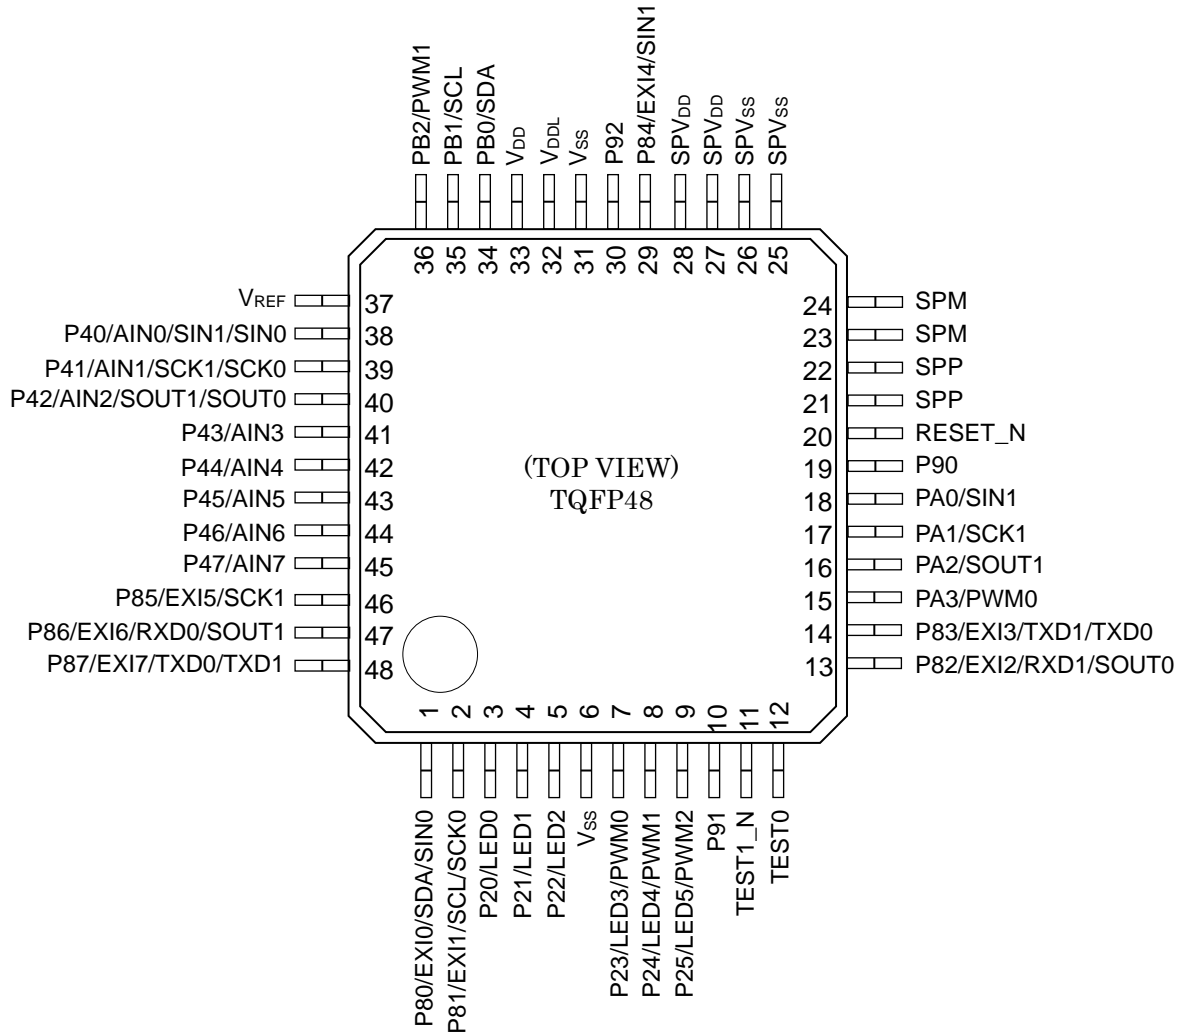 PB2/PWM1
PB1/SCL
PB0/SDA
VDD
VDDL
VSS
P92
P84/EXI4/SIN1
SPVDD
SPVDD
SPVSS
SPVSS
36
35
34
33
32
31
30
29
28
27
26
25
VREF 37
P40/AIN0/SIN1/SIN0 38
P41/AIN1/SCK1/SCK0 39
P42/AIN2/SOUT1/SOUT0 40
P43/AIN3 41
P44/AIN4 42
P45/AIN5 43
P46/AIN6 44
P47/AIN7 45
P85/EXI5/SCK1 46
P86/EXI6/RXD0/SOUT1 47
P87/EXI7/TXD0/TXD1 48
(TOP VIEW)
TQFP48
24 SPM
23 SPM
22 SPP
21 SPP
20 RESET_N
19 P90
18 PA0/SIN1
17 PA1/SCK1
16 PA2/SOUT1
15 PA3/PWM0
14 P83/EXI3/TXD1/TXD0
13 P82/EXI2/RXD1/SOUT0
1
2
3
4
5
6
7
8
9
10
11
12
P80/EXI0/SDA/SIN0
P81/EXI1/SCL/SCK0
P20/LED0
P21/LED1
P22/LED2
VSS
P23/LED3/PWM0
P24/LED4/PWM1
P25/LED5/PWM2
P91
TEST1_N
TEST0